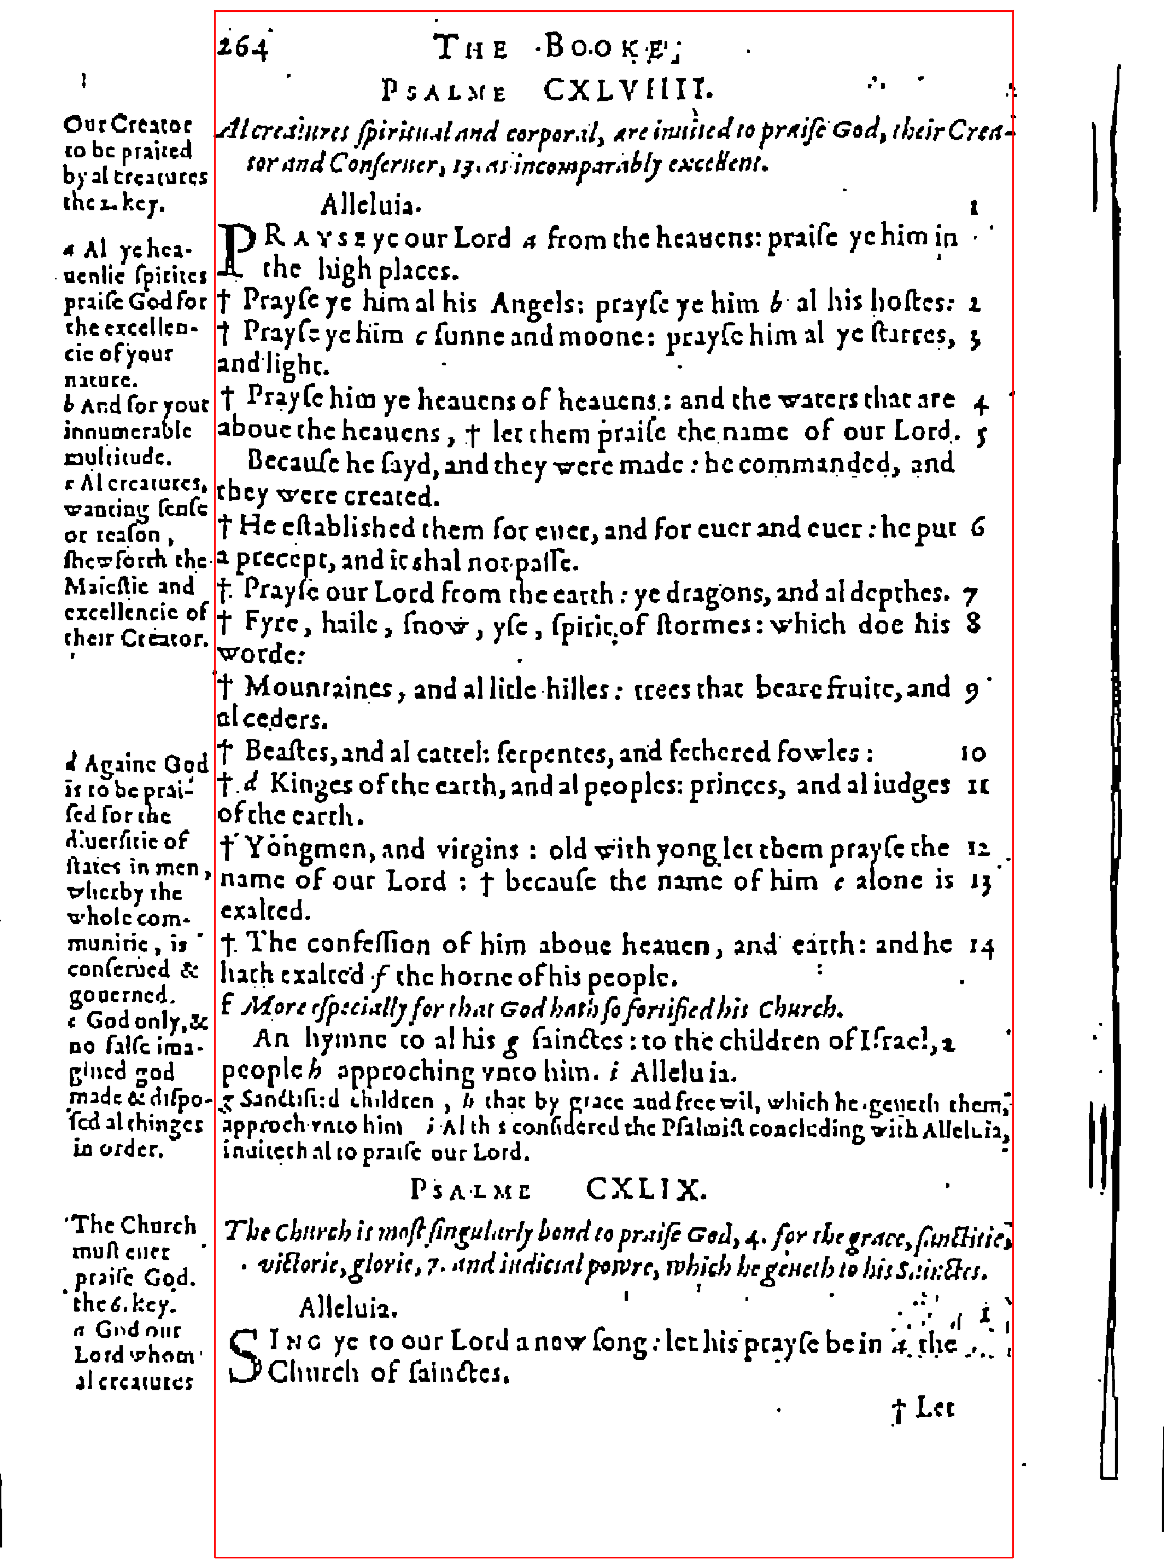 264 THE BOOKE
PSALME CXLVIIII.
Our Creator
to be praised
by al creatures
the 1. key.
Al creatures ſpiritual and corporal, are inuited to praiſe God, their Crea-
tor and Conſeruer, 13. as incomparably excellent.
Alleluia. 1
PRAYSE ye our Lord a from the heauens: praiſe ye him in
the high places.
† Prayſe ye him al his Angels: prayſe ye him b al his hoſtes: 2
† Prayſe ye him c ſunne and moone: prayſe him al ye ſtarres, 3
and light.
† Prayſe him ye heauens of heauens: and the waters that are 4
aboue the heauens, † let them praiſe the name of our Lord. 5
Becauſe he ſayd, and they were made: he commanded, and
they were created.
† He eſtabliſhed them for euer, and for euer and euer: he put 6
a precept, and it shal not paſſe.
† Prayſe our Lord from the earth: ye dragons, and al depthes. 7
† Fyre, haile, ſnow, yſe, ſpirit of ſtormes: which doe his 8
worde:
† Mountaines, and al litle hilles: trees that beare fruite, and 9
al ceders.
† Beaſtes, and al cattel: ſerpentes, and fethered fowles: 10
† d Kinges of the earth, and al peoples: princes, and al iudges 11
of the earth.
† Yongmen, and virgins: old with yong let them prayſe the 12
name of our Lord: † becauſe the name of him e alone is 13
exalted.
† The confeſſion of him aboue heauen, and earth: and he 14
hath exalted f the horne of his people.
f More eſpecially for that God hath ſo fortified his Church.
An hymne to al his g ſainctes: to the children of Iſrael, a
people h approching vnto him. i Alleluia.
g Sanctified children, h that by grace and freewil, which he geueth them,
approch vnto him i Al this conſidered the Pſalmiſt concluding with Alleluia,
inuiteth al to praiſe our Lord.
a Al ye hea-
uenlie ſpirites
praiſe God for
the excellen-
cie of your
nature.
b And for your
innumerable
multitude.
c Al creatures,
wanting ſenſe
or reaſon,
ſhew forth the
Maieſtie and
excellencie of
their Creator.
d Againe God
is to be prai-
ſed for the
diuerſitie of
ſtates in men,
wherby the
whole com-
munitie, is
conſerued &
gouerned.
e God only, &
no falſe ima-
gined god
made & diſpo-
ſed al thinges
in order.
PSALME CXLIX.
The Church
muſt euer
praiſe God.
the 6. key.
The Church is moſt ſingularly bond to praiſe God, 4. for the grace, ſanctitie,
victorie, glorie, 7. and iudicial powre, which he geueth to his Sainctes.
Alleluia. 1
SING ye to our Lord a now ſong: let his prayſe be in a the
Church of ſainctes.
a God our
Lord whom
al creatures
† Let